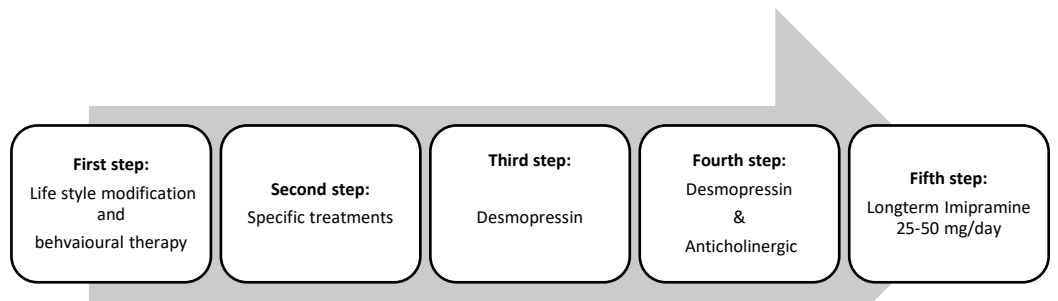 First step:
Life style modification
and
behvaioural therapy
Second step:
Specific treatments
Third step:
Desmopressin
Fourth step:
Desmopressin
&
Anticholinergic
Fifth step:
Longterm Imipramine
25-50 mg/day